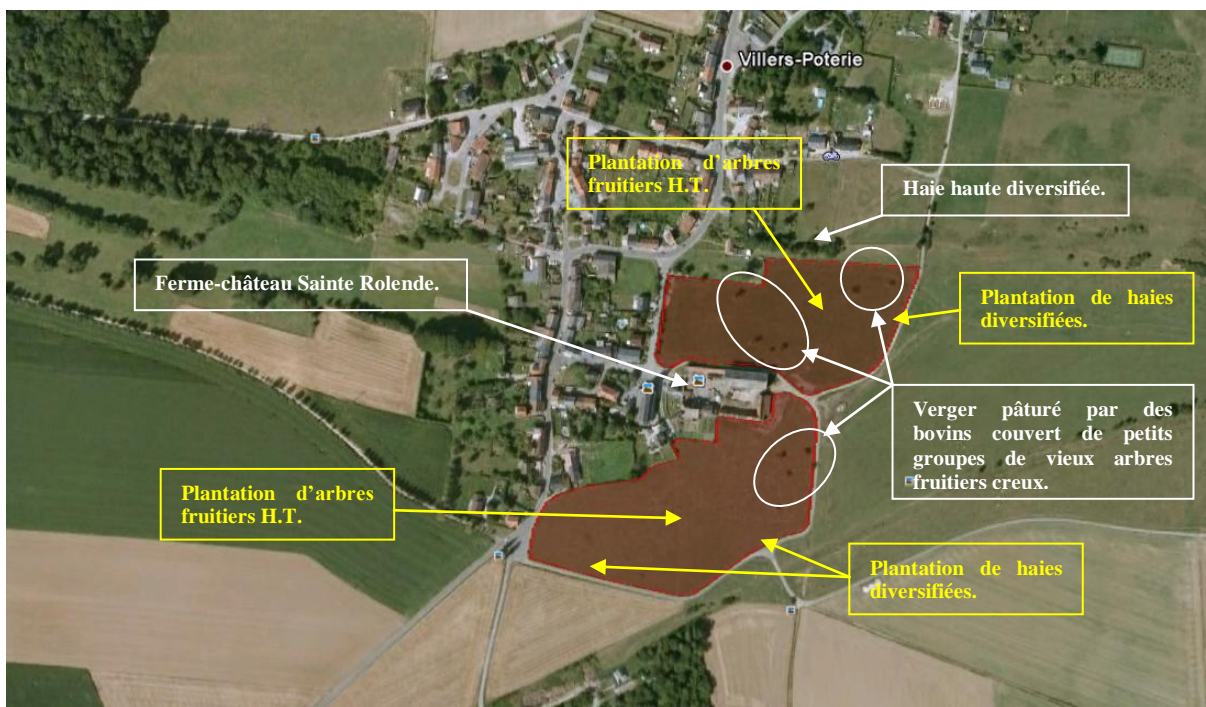 Villers-Poterie
Plantation d'arbres
fruitiers H.T.
Haie haute diversifiée.
Ferme-château Sainte Rolende.
Plantation de haies
diversifiées.
Verger pâturé par des
bovins couvert de petits
groupes de vieux arbres
fruitiers creux.
Plantation d'arbres
fruitiers H.T.
Plantation de haies
diversifiées.